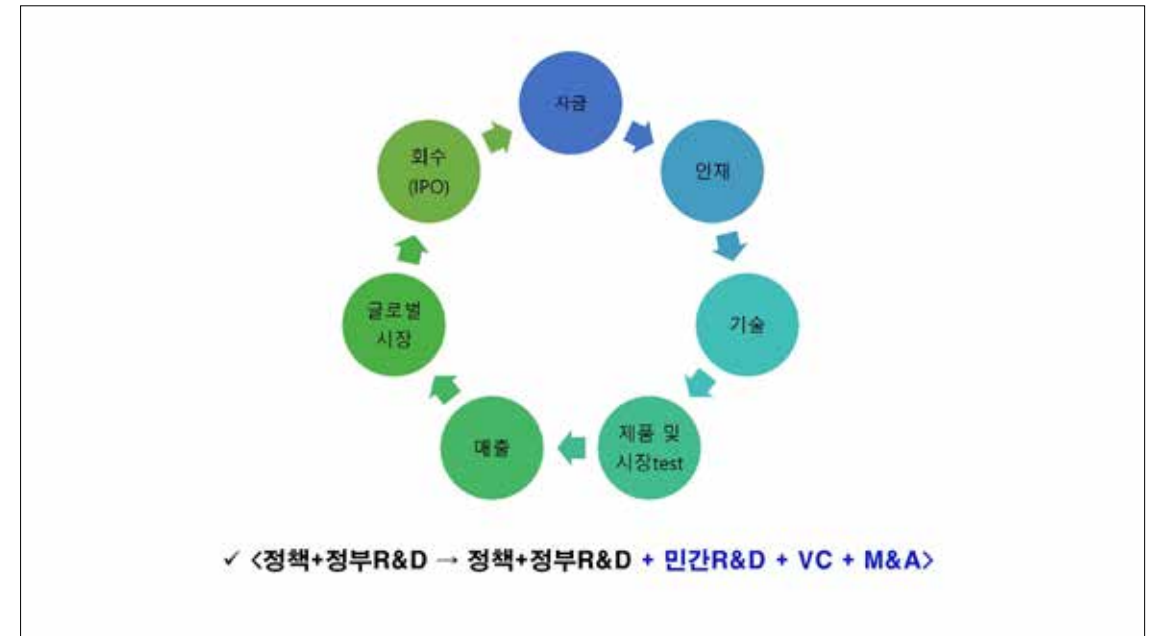 자금
인재
기술
제품 및
시장test
매출
글로벌
시장
회수
(IPO)
✓ <정책+정부R&D → 정책+정부R&D + 민간R&D + VC + M&A>